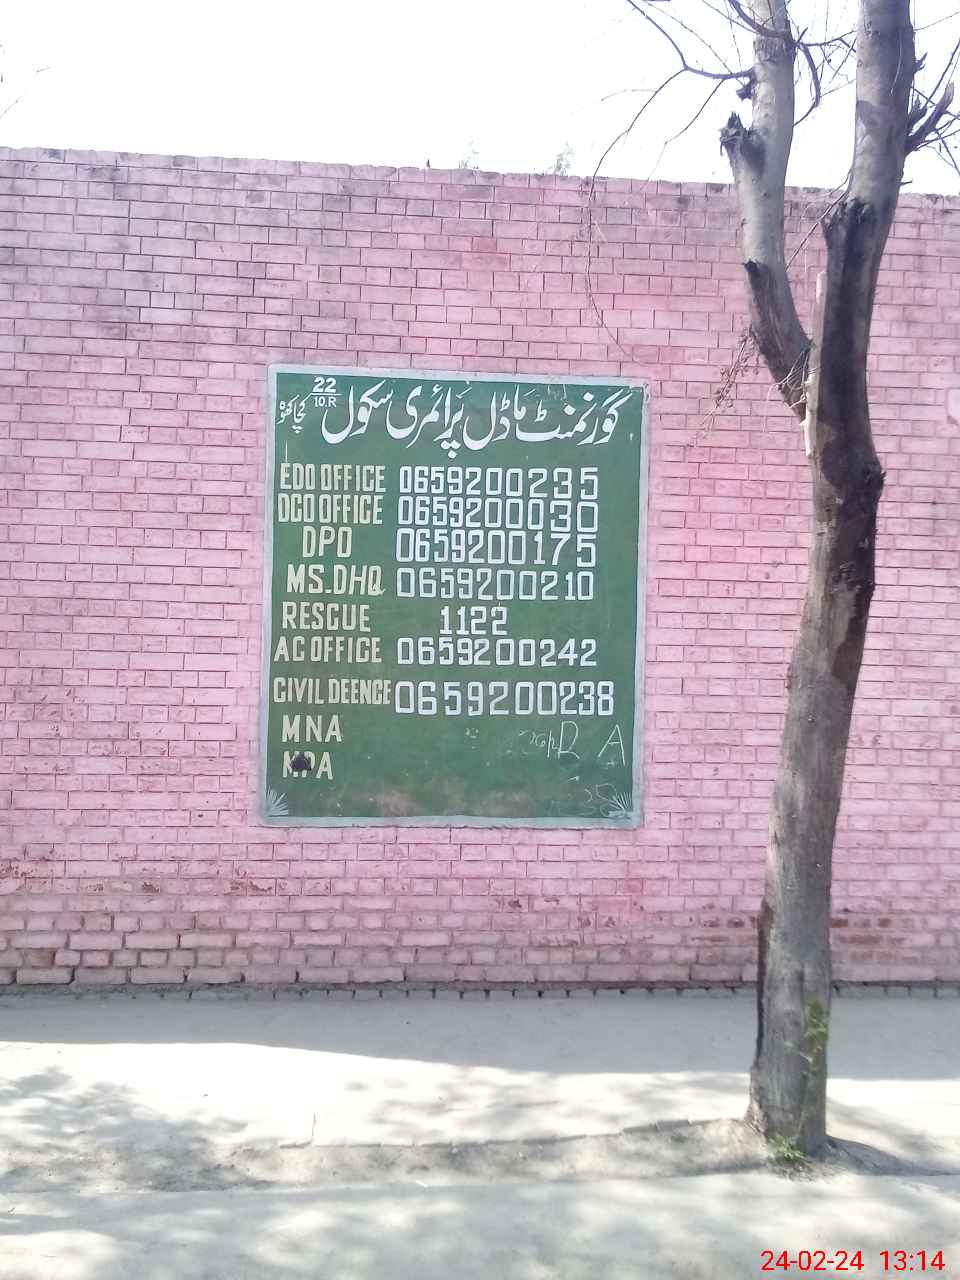 گورنمنٹ ماڈل پرائمری سکول 22/10.R کچاکھوہ
EDO OFFICE 0659200235
DCO OFFICE 0659200030
DPO 0659200175
MS.DHQ 0659200210
RESCUE 1122
AC OFFICE 0659200242
CIVIL DEENCE 0659200238
MNA
MPA
24-02-24 13:14